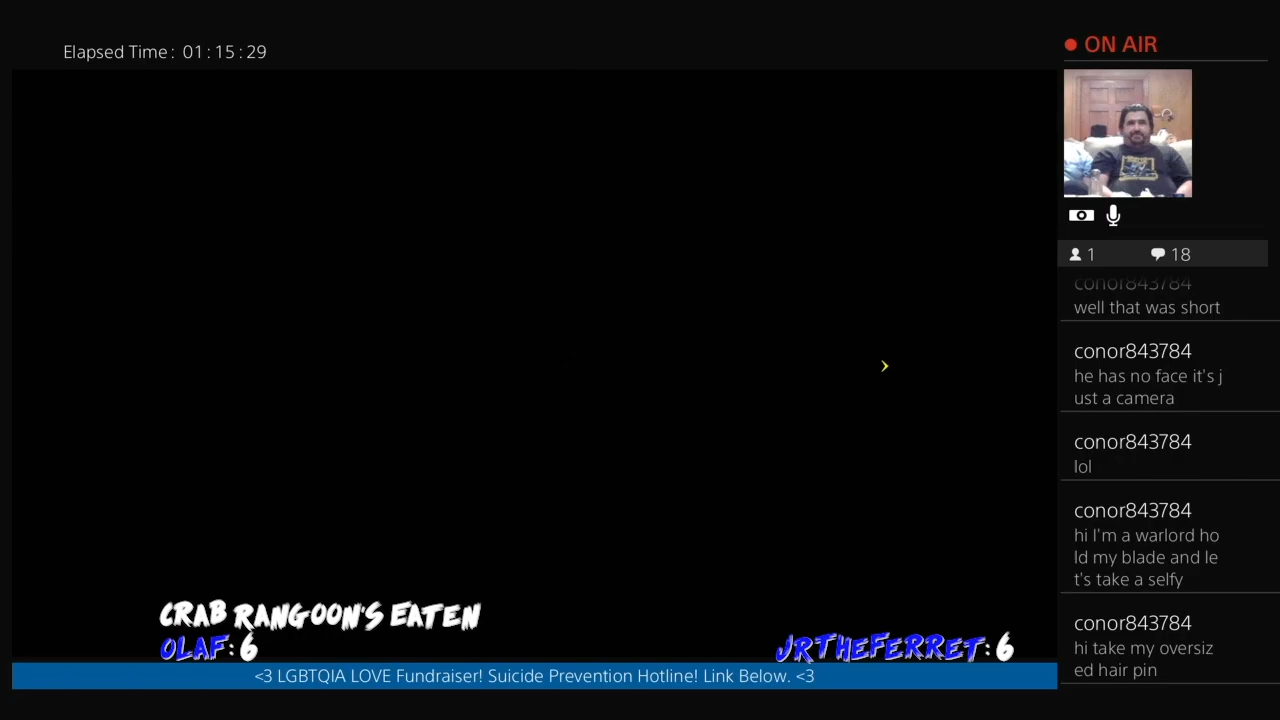 Elapsed Time: 01:15:29
ON AIR
1 18
conor843784
well that was short
conor843784
he has no face it's j
ust a camera
conor843784
lol
conor843784
hi I'm a warlord ho
ld my blade and le
t's take a selfy
conor843784
hi take my oversiz
ed hair pin
CRAB RANGOON'S EATEN
OLAF:6 JRTHEFERRET:6
<3 LGBTQIA LOVE Fundraiser! Suicide Prevention Hotline! Link Below. <3